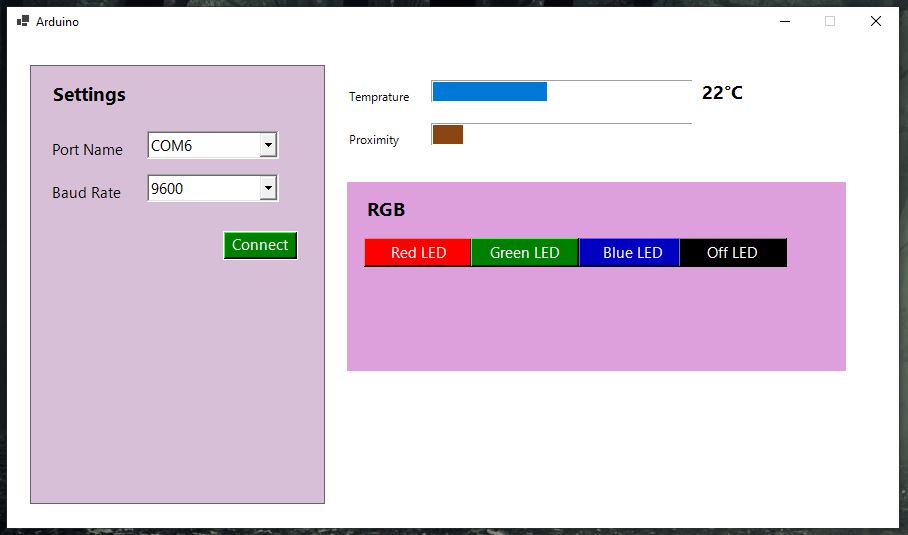 Arduino
Settings
Port Name COM6
Baud Rate 9600
Connect
Temprature 22°C
Proximity
RGB
Red LED Green LED Blue LED Off LED